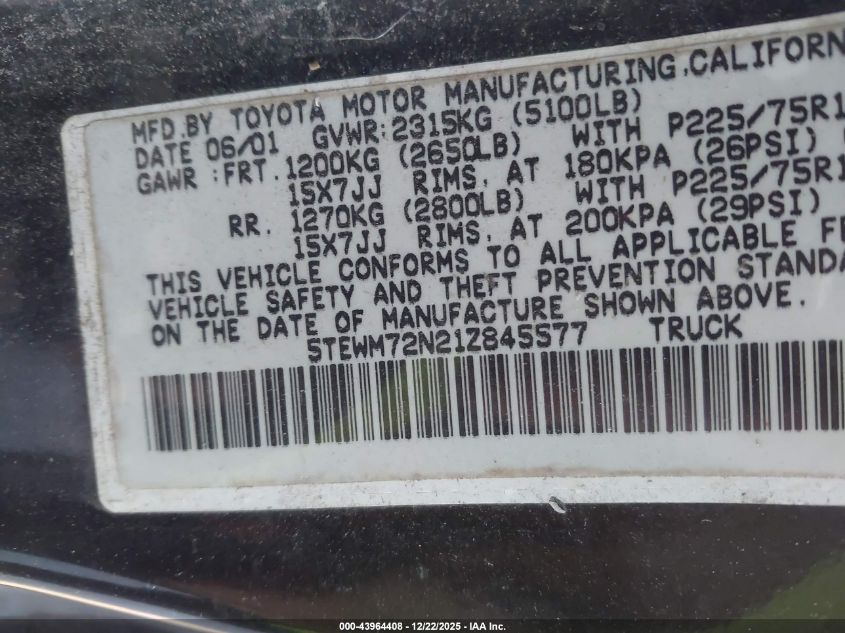 MFD.BY TOYOTA MOTOR MANUFACTURING,CALIFORN
DATE 06/01 GVWR:2315KG (5100LB)
GAWR :FRT. 1200KG (2650LB) WITH P225/75R1
15X7JJ RIMS, AT 180KPA (26PSI)
RR. 1270KG (2800LB) WITH P225/75R1
15X7JJ RIMS, AT 200KPA (29PSI)
THIS VEHICLE CONFORMS TO ALL APPLICABLE FE
VEHICLE SAFETY AND THEFT PREVENTION STANDA
ON THE DATE OF MANUFACTURE SHOWN ABOVE.
5TEWM72N21Z845577 TRUCK
000-43964408 - 12/22/2025 - IAA Inc.